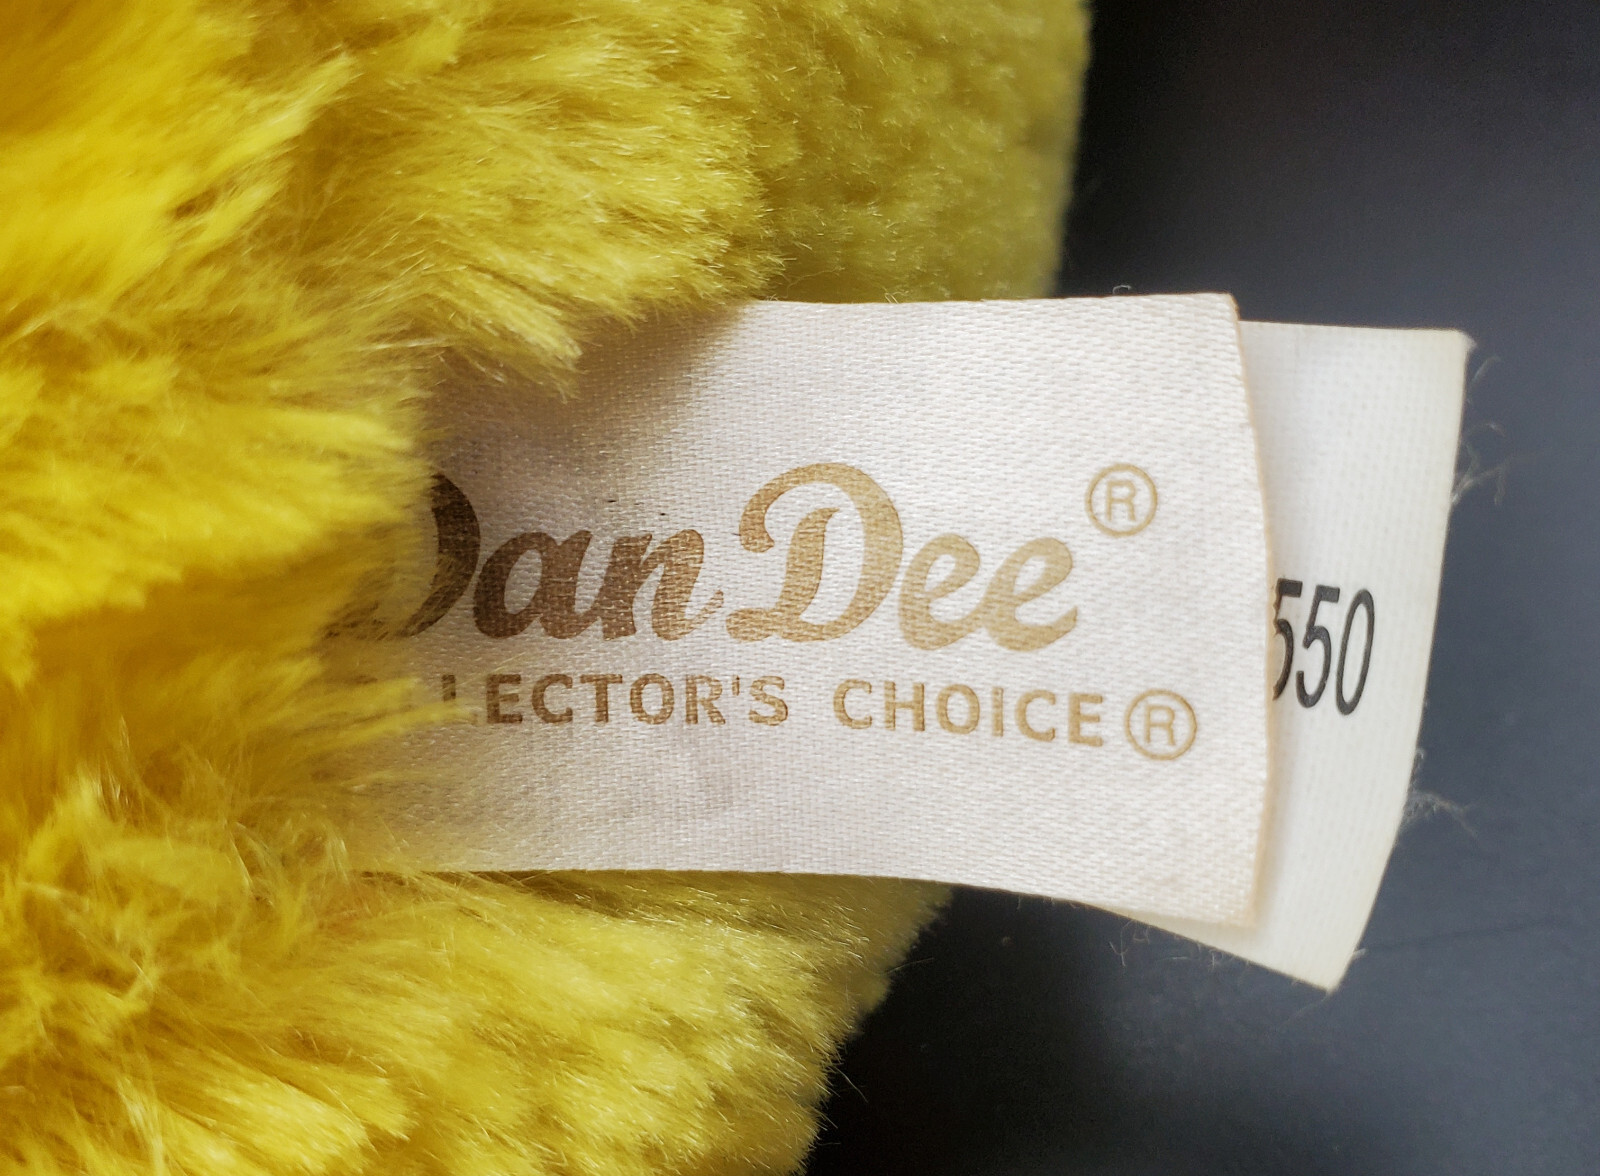 Dan Dee®
LECTOR'S CHOICE®
550